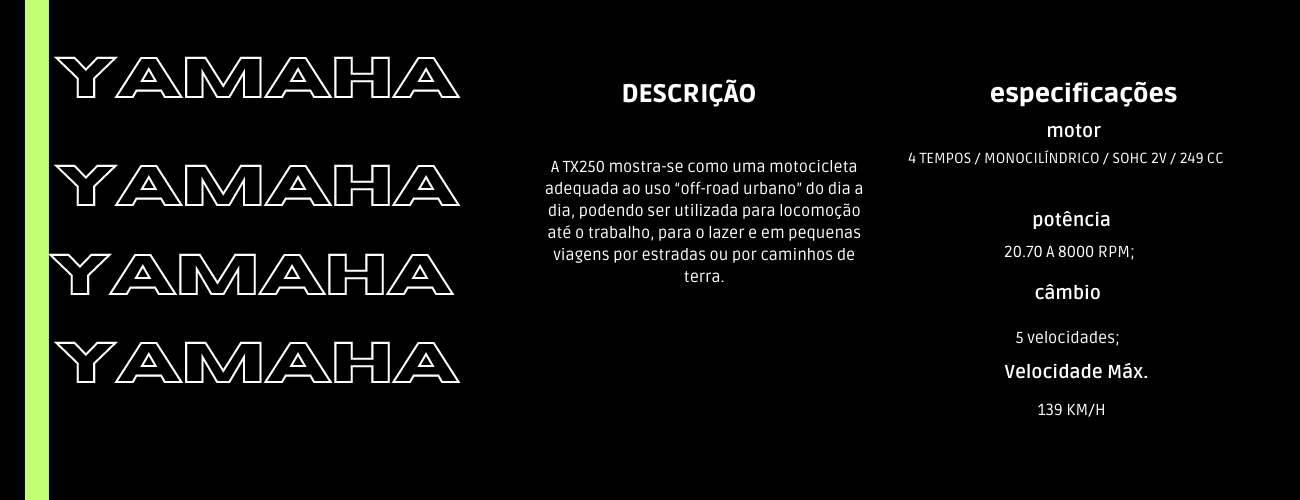 YAMAHA
YAMAHA
YAMAHA
YAMAHA
DESCRIÇÃO
A TX250 mostra-se como uma motocicleta
adequada ao uso “off-road urbano” do dia a
dia, podendo ser utilizada para locomoção
até o trabalho, para o lazer e em pequenas
viagens por estradas ou por caminhos de
terra.
especificações
motor
4 TEMPOS / MONOCILÍNDRICO / SOHC 2V / 249 CC
potência
20.70 A 8000 RPM;
câmbio
5 velocidades;
Velocidade Máx.
139 KM/H